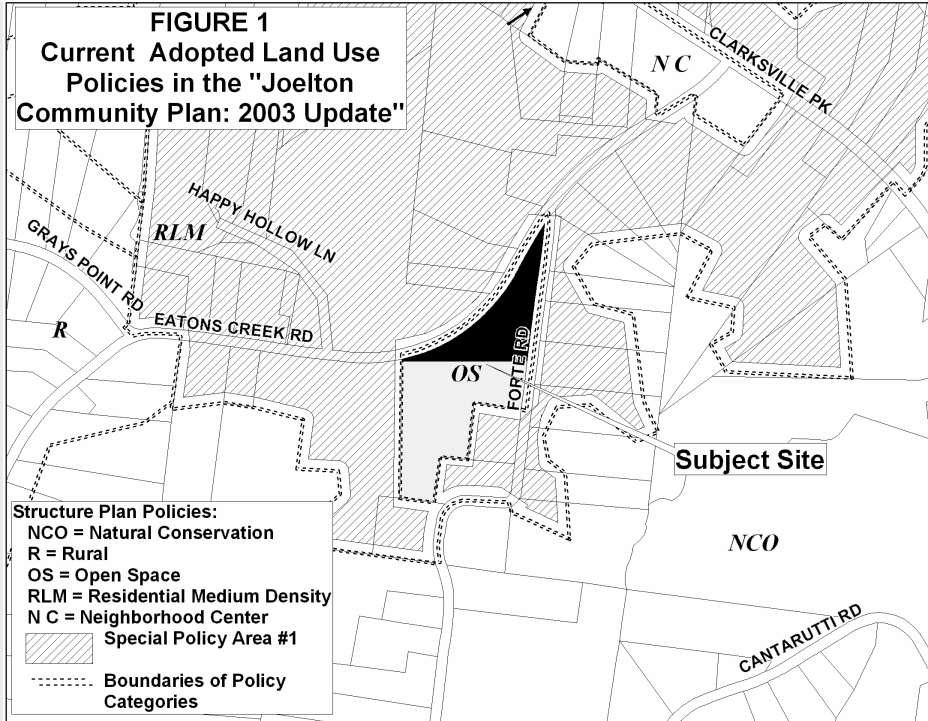 FIGURE 1
Current Adopted Land Use
Policies in the "Joelton
Community Plan: 2003 Update"
N C
CLARKSVILLE PK
HAPPY HOLLOW LN
RLM
GRAYS POINT RD
R
EATONS CREEK RD
OS
FORTE RD
Subject Site
NCO
CANTARUTTI RD
Structure Plan Policies:
NCO = Natural Conservation
R = Rural
OS = Open Space
RLM = Residential Medium Density
N C = Neighborhood Center
Special Policy Area #1
Boundaries of Policy
Categories